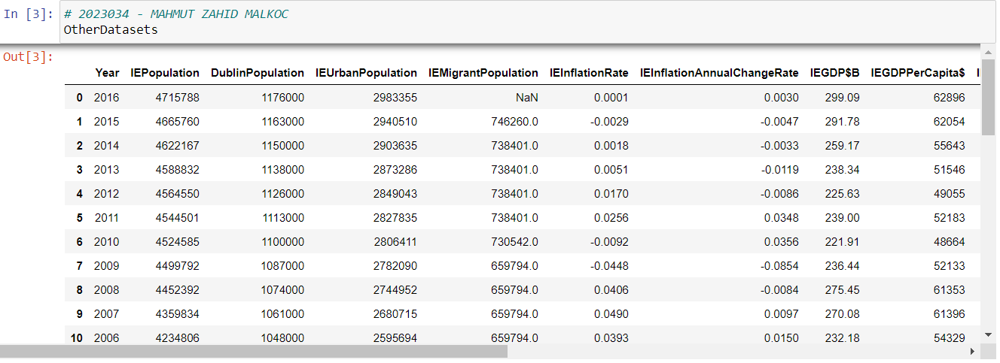 In [3]: # 2023034 - MAHMUT ZAHID MALKOC
OtherDatasets
Out[3]:
Year IEPopulation DublinPopulation IEUrbanPopulation IEMigrantPopulation IEInflationRate IEInflationAnnualChangeRate IEGDP$B IEGDPPerCapita$ I
0 2016 4715788 1176000 2983355 NaN 0.0001 0.0030 299.09 62896
1 2015 4665760 1163000 2940510 746260.0 -0.0029 -0.0047 291.78 62054
2 2014 4622167 1150000 2903635 738401.0 0.0018 -0.0033 259.17 55643
3 2013 4588832 1138000 2873286 738401.0 0.0051 -0.0119 238.34 51546
4 2012 4564550 1126000 2849043 738401.0 0.0170 -0.0086 225.63 49055
5 2011 4544501 1113000 2827835 738401.0 0.0256 0.0348 239.00 52183
6 2010 4524585 1100000 2806411 730542.0 -0.0092 0.0356 221.91 48664
7 2009 4499792 1087000 2782090 659794.0 -0.0448 -0.0854 236.44 52133
8 2008 4452392 1074000 2744952 659794.0 0.0406 -0.0084 275.45 61353
9 2007 4359834 1061000 2680715 659794.0 0.0490 0.0097 270.08 61396
10 2006 4234806 1048000 2595694 659794.0 0.0393 0.0150 232.18 54329